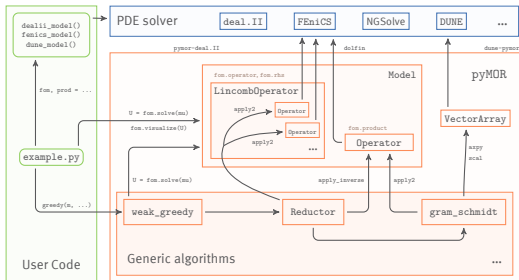 dealii_model()
fenics_model()
dune_model()
PDE solver
deal.II
FEniCS
NGSolve
DUNE
...
pymor-deal.II
dolfin
dune-pymor
pyMOR
fom, prod = ...
fom.operator, fom.rhs
Model
LincombOperator
apply2
Operator
Operator
apply2
...
fom.product
Operator
VectorArray
U = fom.solve(mu)
fom.visualize(U)
example.py
axpy
scal
U = fom.solve(mu)
apply_inverse
apply2
greedy(m, ...)
weak_greedy
Reductor
gram_schmidt
User Code
Generic algorithms
...